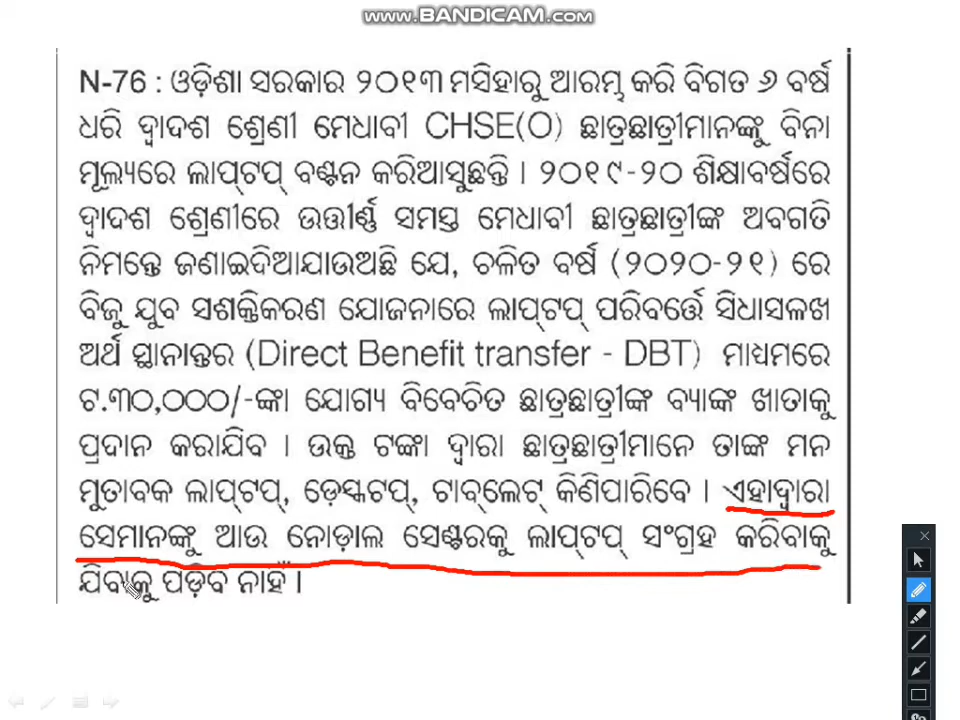 www.BANDICAM.com
N-76 : ଓଡ଼ିଶା ସରକାର ୨୦୧୩ ମସିହାରୁ ଆରମ୍ଭ କରି ବିଗତ ୬ ବର୍ଷ
ଧରି ଦ୍ଵାଦଶ ଶ୍ରେଣୀ ମେଧାବୀ CHSE(O) ଛାତ୍ରଛାତ୍ରୀମାନଙ୍କୁ ବିନା
ମୂଲ୍ୟରେ ଲାପ୍‌ଟପ୍ ବଣ୍ଟନ କରିଆସୁଛନ୍ତି । ୨୦୧୯-୨୦ ଶିକ୍ଷାବର୍ଷରେ
ଦ୍ଵାଦଶ ଶ୍ରେଣୀରେ ଉତ୍ତୀର୍ଣ୍ଣ ସମସ୍ତ ମେଧାବୀ ଛାତ୍ରଛାତ୍ରୀଙ୍କ ଅବଗତି
ନିମନ୍ତେ ଜଣାଇଦିଆଯାଉଅଛି ଯେ, ଚଳିତ ବର୍ଷ (୨୦୨୦-୨୧) ରେ
ବିଜୁ ଯୁବ ସଶକ୍ତିକରଣ ଯୋଜନାରେ ଲାପ୍‌ଟପ୍ ପରିବର୍ତ୍ତେ ସିଧାସଳଖ
ଅର୍ଥ ସ୍ଥାନାନ୍ତର (Direct Benefit transfer - DBT) ମାଧ୍ୟମରେ
ଟ.୩୦,୦୦୦/-ଙ୍କା ଯୋଗ୍ୟ ବିବେଚିତ ଛାତ୍ରଛାତ୍ରୀଙ୍କ ବ୍ୟାଙ୍କ ଖାତାକୁ
ପ୍ରଦାନ କରାଯିବ । ଉକ୍ତ ଟଙ୍କା ଦ୍ଵାରା ଛାତ୍ରଛାତ୍ରୀମାନେ ତାଙ୍କ ମନ
ମୁତାବକ ଲାପ୍‌ଟପ୍, ଡ଼େସ୍କଟପ୍, ଟାବ୍‌ଲେଟ୍ କିଣିପାରିବେ । ଏହାଦ୍ଵାରା
ସେମାନଙ୍କୁ ଆଉ ନୋଡ଼ାଲ ସେଣ୍ଟରକୁ ଲାପ୍‌ଟପ୍ ସଂଗ୍ରହ କରିବାକୁ
ଯିବାକୁ ପଡ଼ିବ ନାହିଁ ।